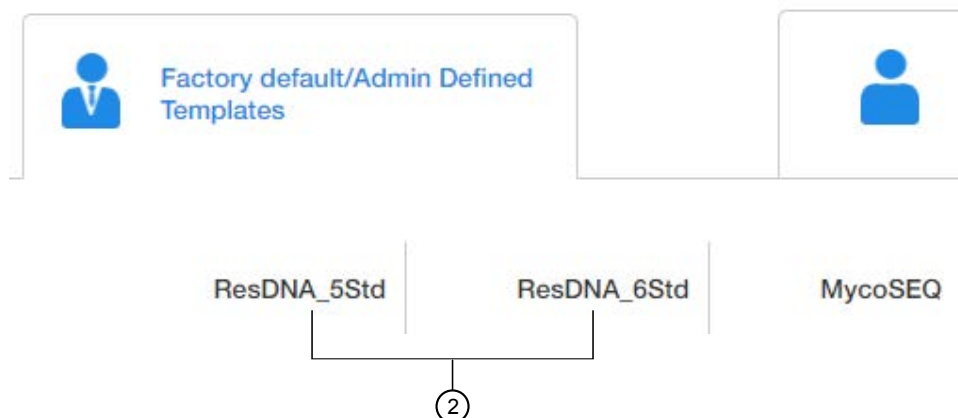 Factory default/Admin Defined
Templates
ResDNA_5Std
ResDNA_6Std
MycoSEQ
2